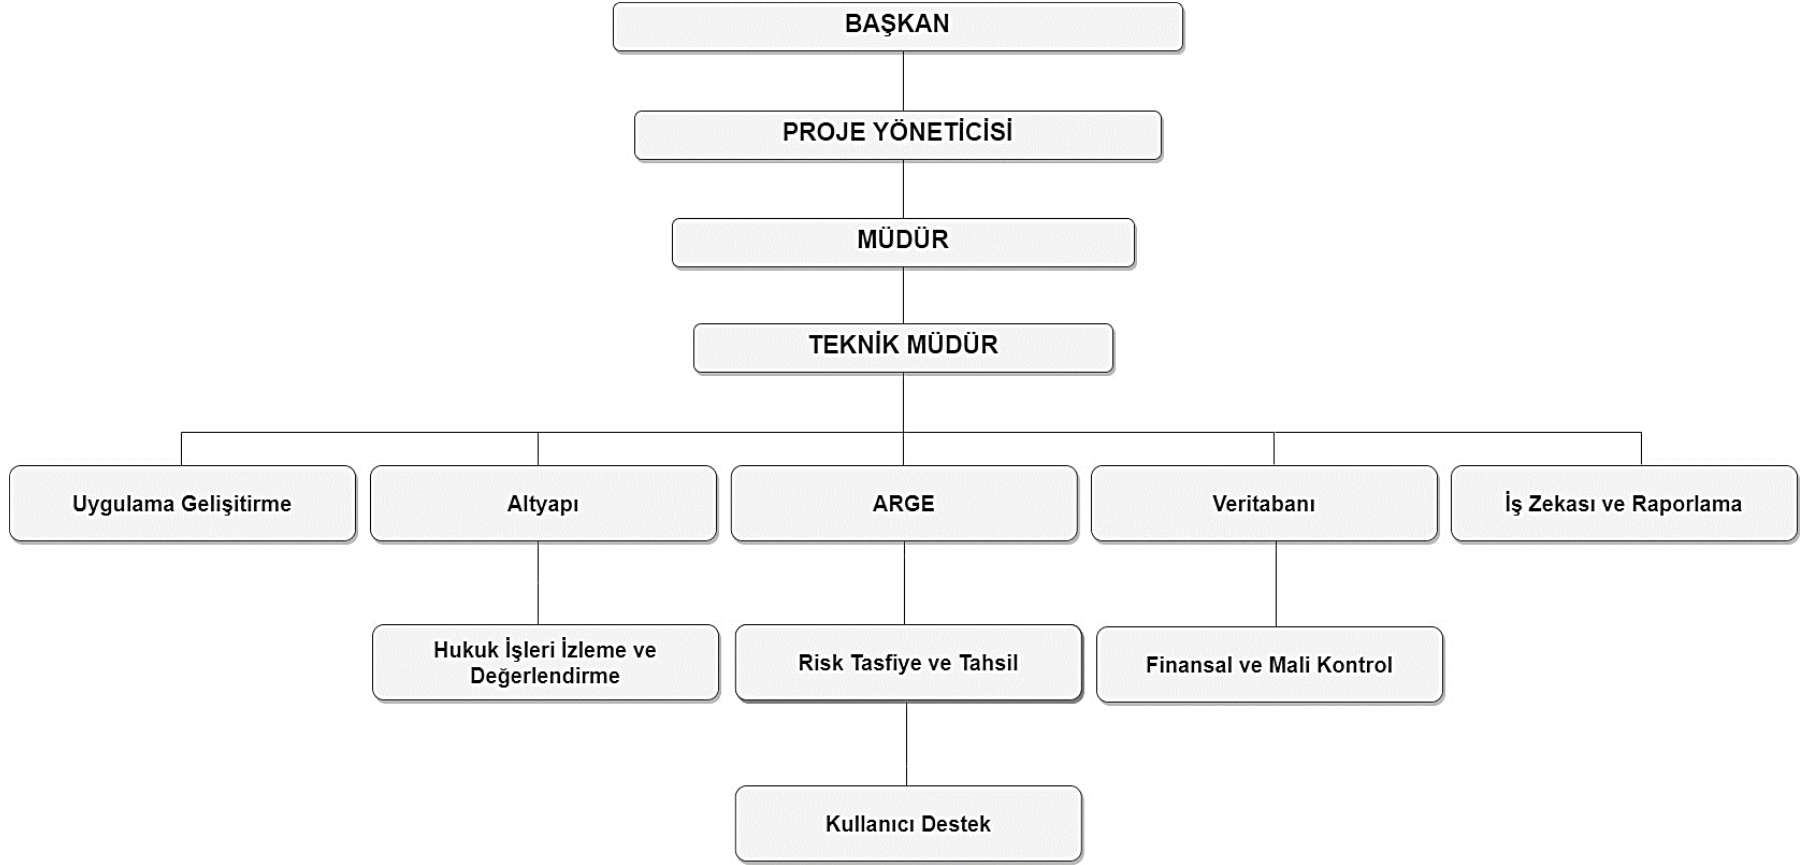 BAŞKAN
PROJE YÖNETİCİSİ
MÜDÜR
TEKNİK MÜDÜR
Uygulama Gelişitirme
Altyapı
ARGE
Veritabanı
İş Zekası ve Raporlama
Hukuk İşleri İzleme ve
Değerlendirme
Risk Tasfiye ve Tahsil
Finansal ve Mali Kontrol
Kullanıcı Destek